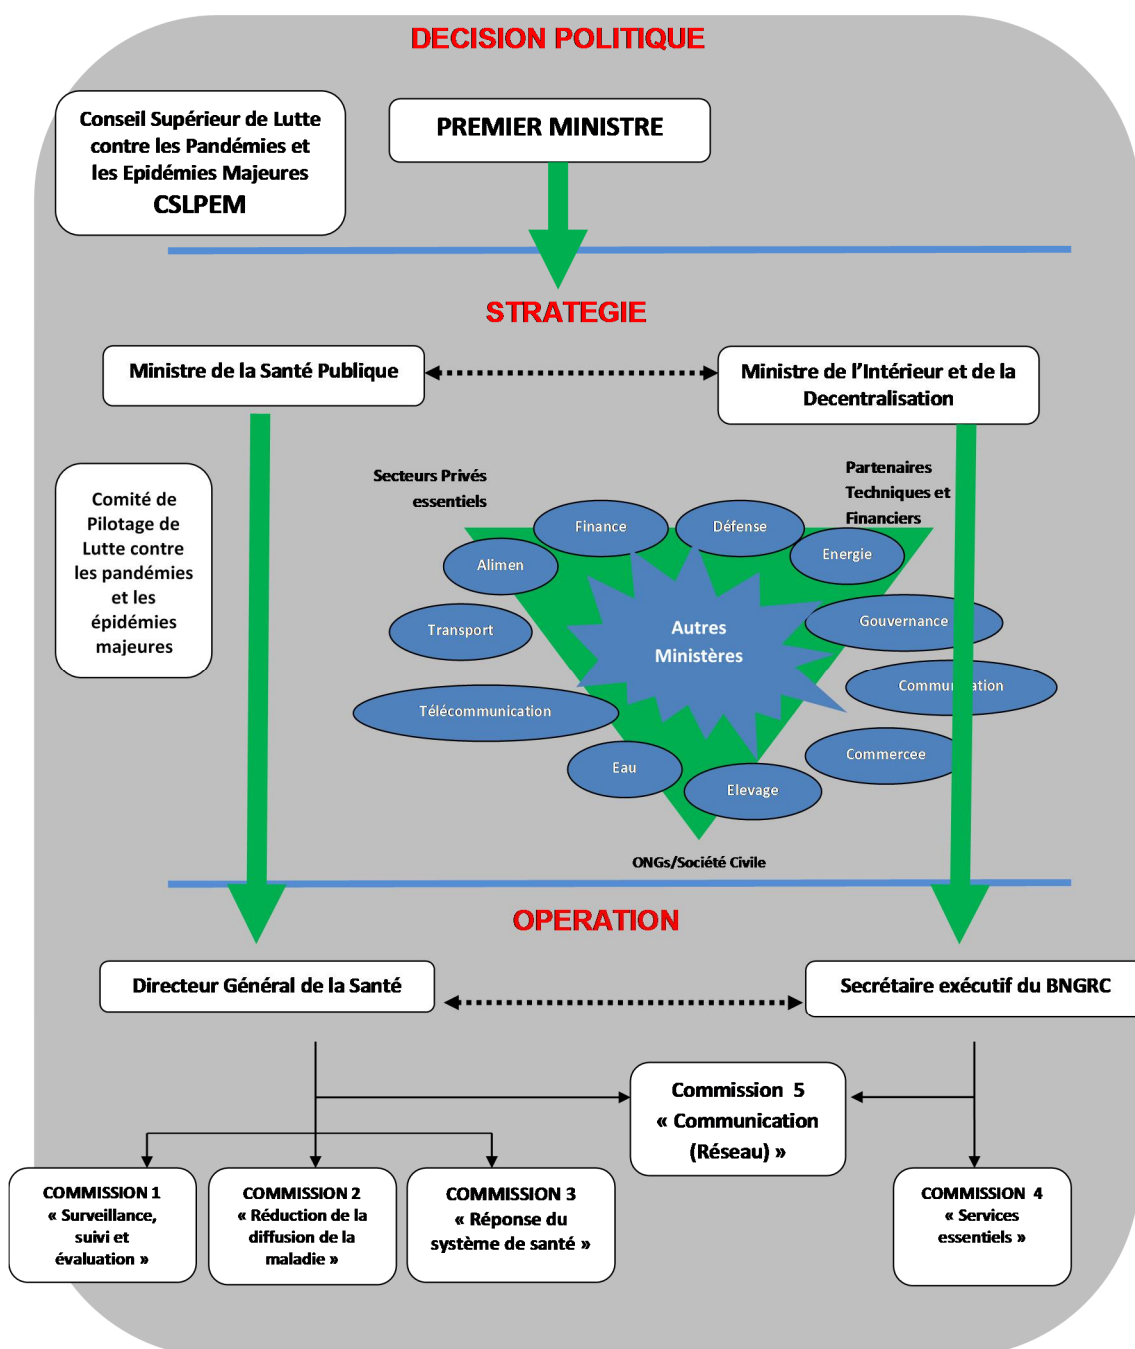 DECISION POLITIQUE
Conseil Supérieur de Lutte
contre les Pandémies et
les Epidémies Majeures
CSLPEM
PREMIER MINISTRE
STRATEGIE
Ministre de la Santé Publique
Ministre de l'Intérieur et de la
Decentralisation
Comité de
Pilotage de
Lutte contre
les pandémies
et les
épidémies
majeures
Secteurs Privés
essentiels
Partenaires
Techniques et
Financiers
Finance
Défense
Alimen
Energie
Transport
Autres
Ministères
Gouvernance
Télécommunication
Communication
Eau
Elevage
Commercee
ONGs/Société Civile
OPERATION
Directeur Général de la Santé
Secrétaire exécutif du BNGRC
Commission 5
« Communication
(Réseau) »
COMMISSION 1
« Surveillance,
suivi et
évaluation »
COMMISSION 2
« Réduction de la
diffusion de la
maladie »
COMMISSION 3
« Réponse du
système de santé »
COMMISSION 4
« Services
essentiels »